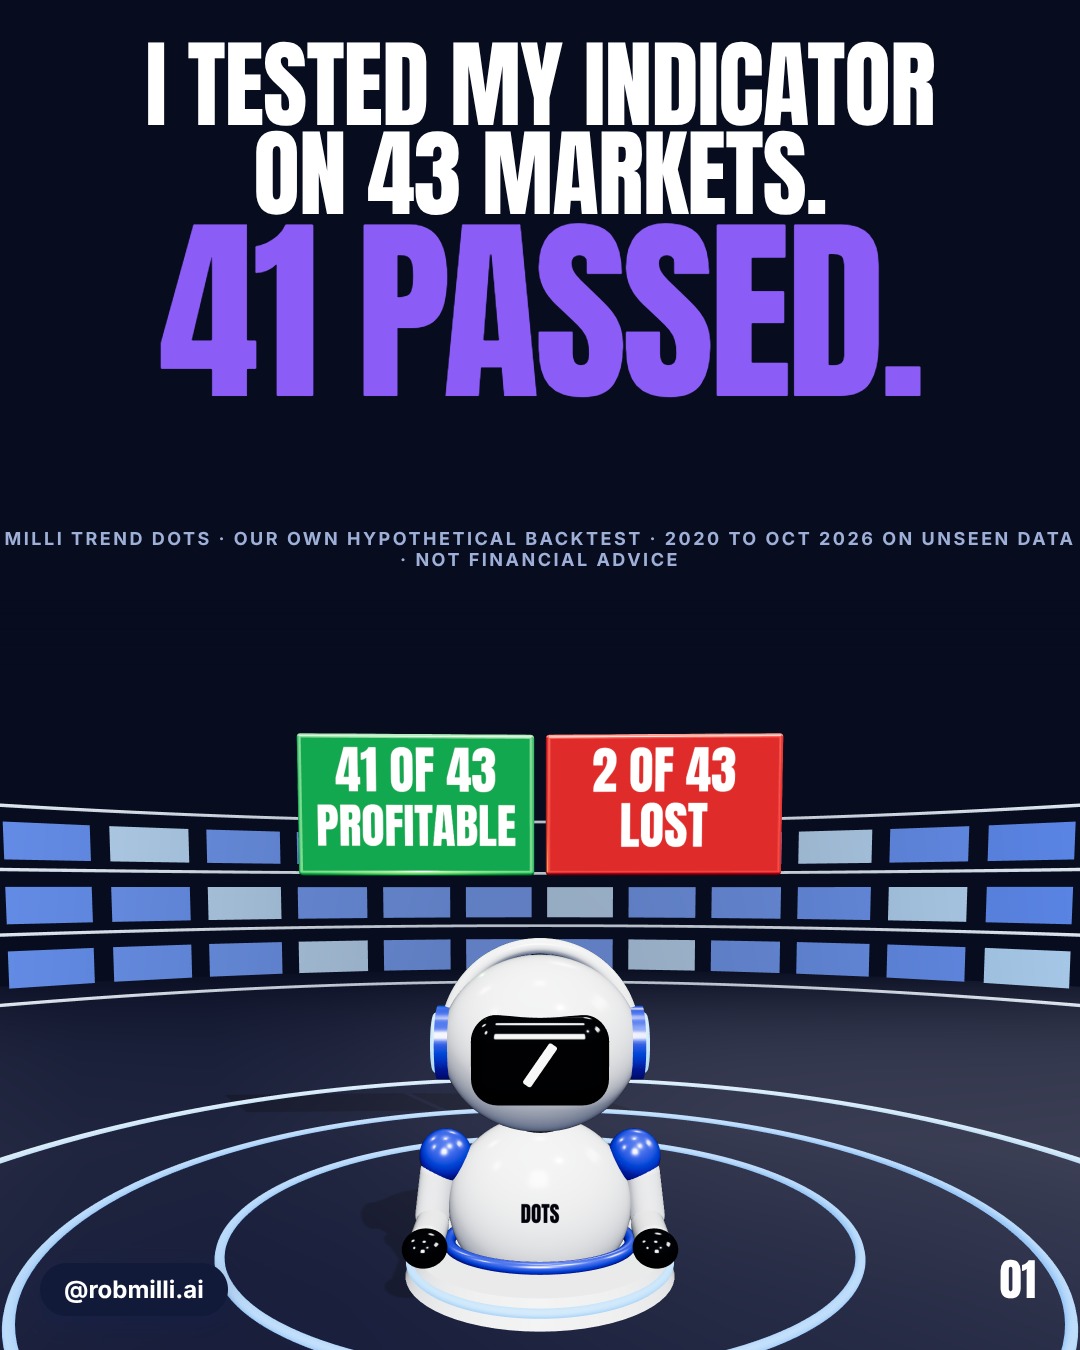 I TESTED MY INDICATOR
ON 43 MARKETS.
41 PASSED.
MILLI TREND DOTS · OUR OWN HYPOTHETICAL BACKTEST · 2020 TO OCT 2026 ON UNSEEN DATA
· NOT FINANCIAL ADVICE
41 OF 43
PROFITABLE
2 OF 43
LOST
DOTS
@robmilli.ai
01